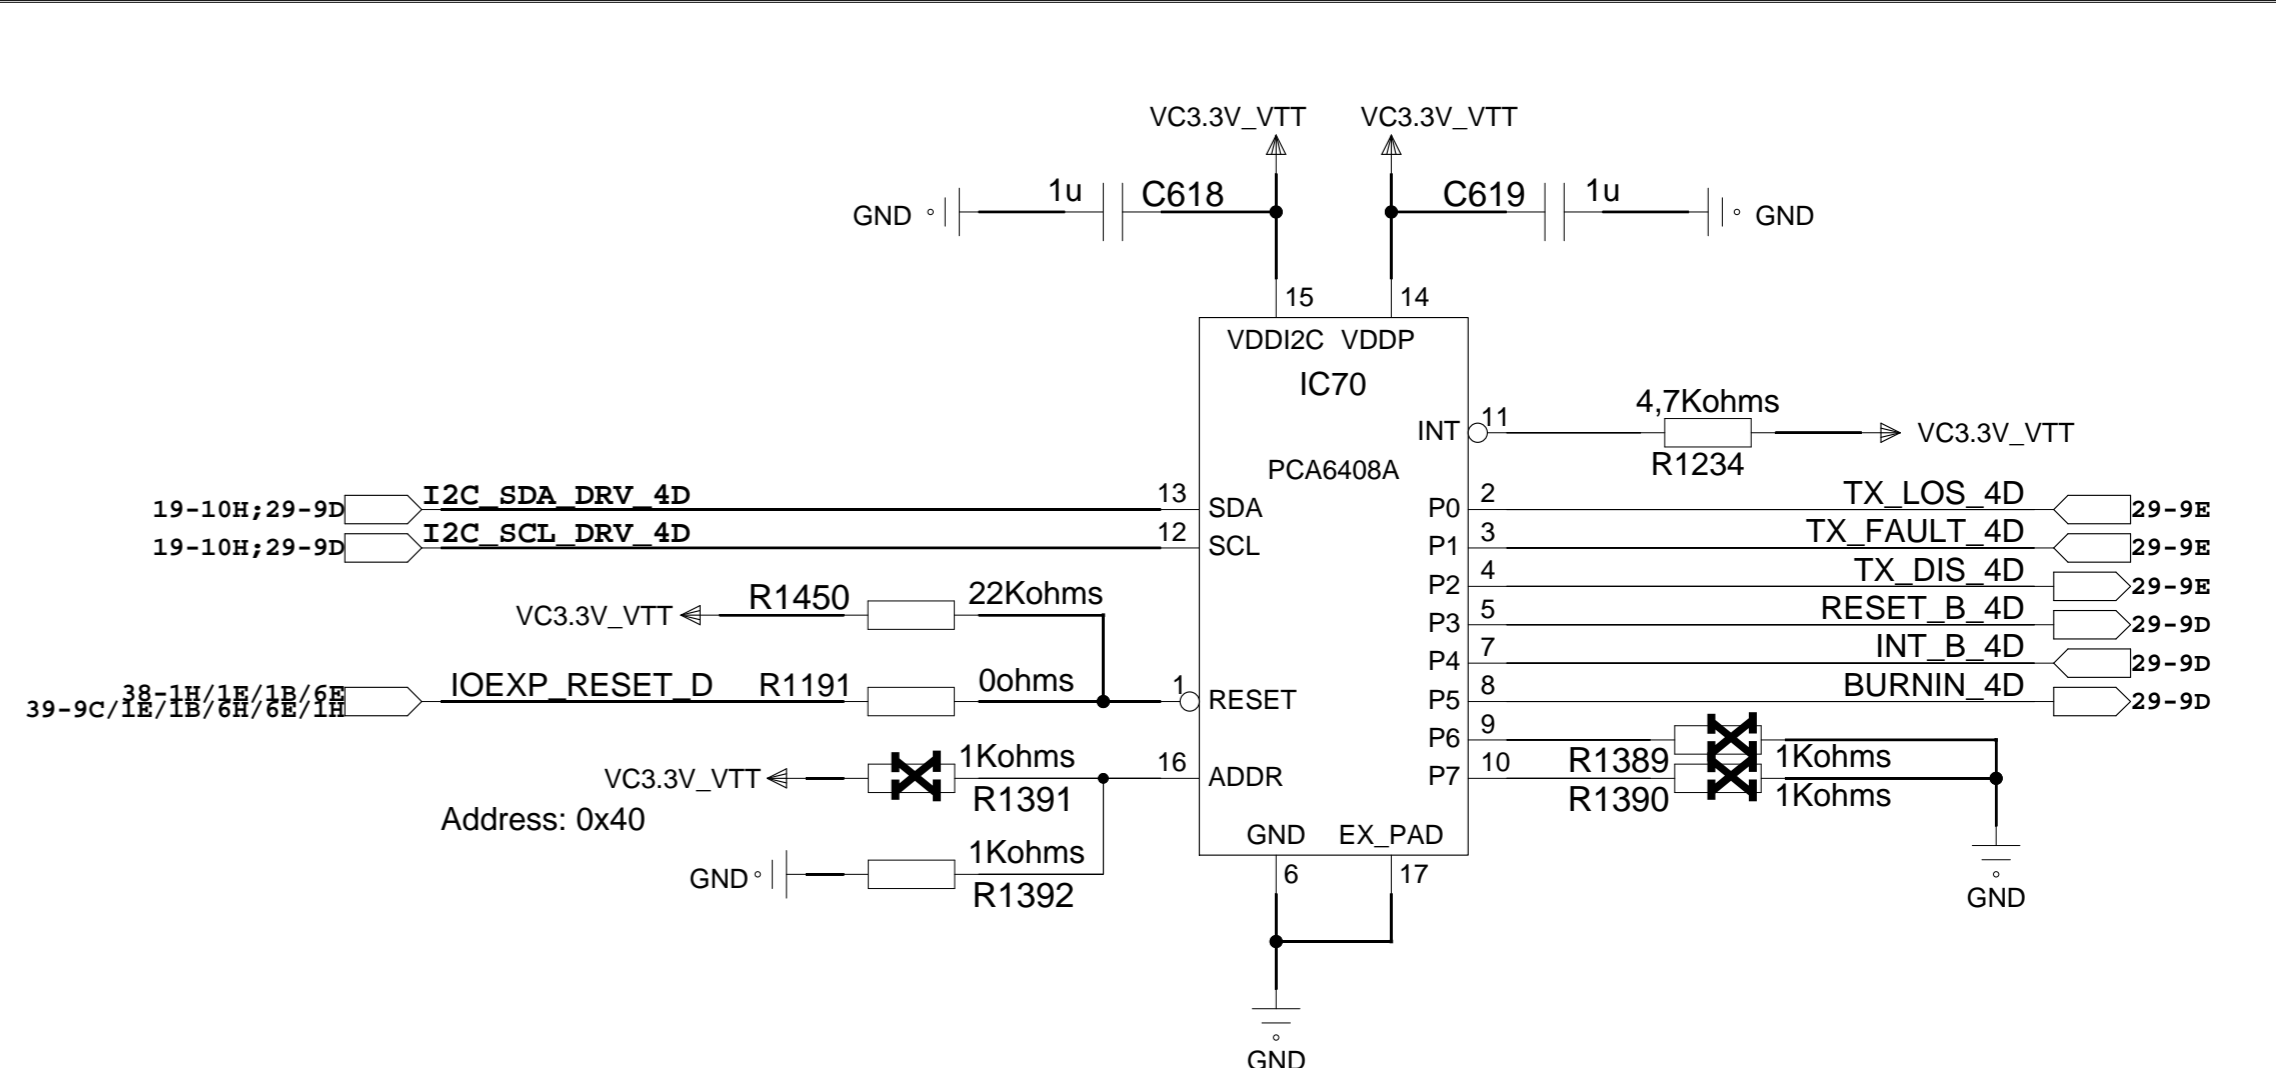 VC3.3V_VTT VC3.3V_VTT
GND 1u C618 C619 1u GND
15 14
VDDI2C VDDP
IC70
4,7Kohms
INT 11 VC3.3V_VTT
R1234
PCA6408A
19-10H;29-9D I2C_SDA_DRV_4D 13 SDA P0 2 TX_LOS_4D 29-9E
19-10H;29-9D I2C_SCL_DRV_4D 12 SCL P1 3 TX_FAULT_4D 29-9E
P2 4 TX_DIS_4D 29-9E
VC3.3V_VTT R1450 22Kohms P3 5 RESET_B_4D 29-9D
P4 7 INT_B_4D 29-9D
38-1H/1E/1B/6E
39-9C/1E/1B/6H/6E/1H IOEXP_RESET_D R1191 0ohms 1 RESET P5 8 BURNIN_4D 29-9D
P6 9 R1389 1Kohms
VC3.3V_VTT 1Kohms R1391 16 ADDR P7 10 R1390 1Kohms
Address: 0x40
GND EX_PAD
GND 1Kohms R1392 6 17 GND
GND